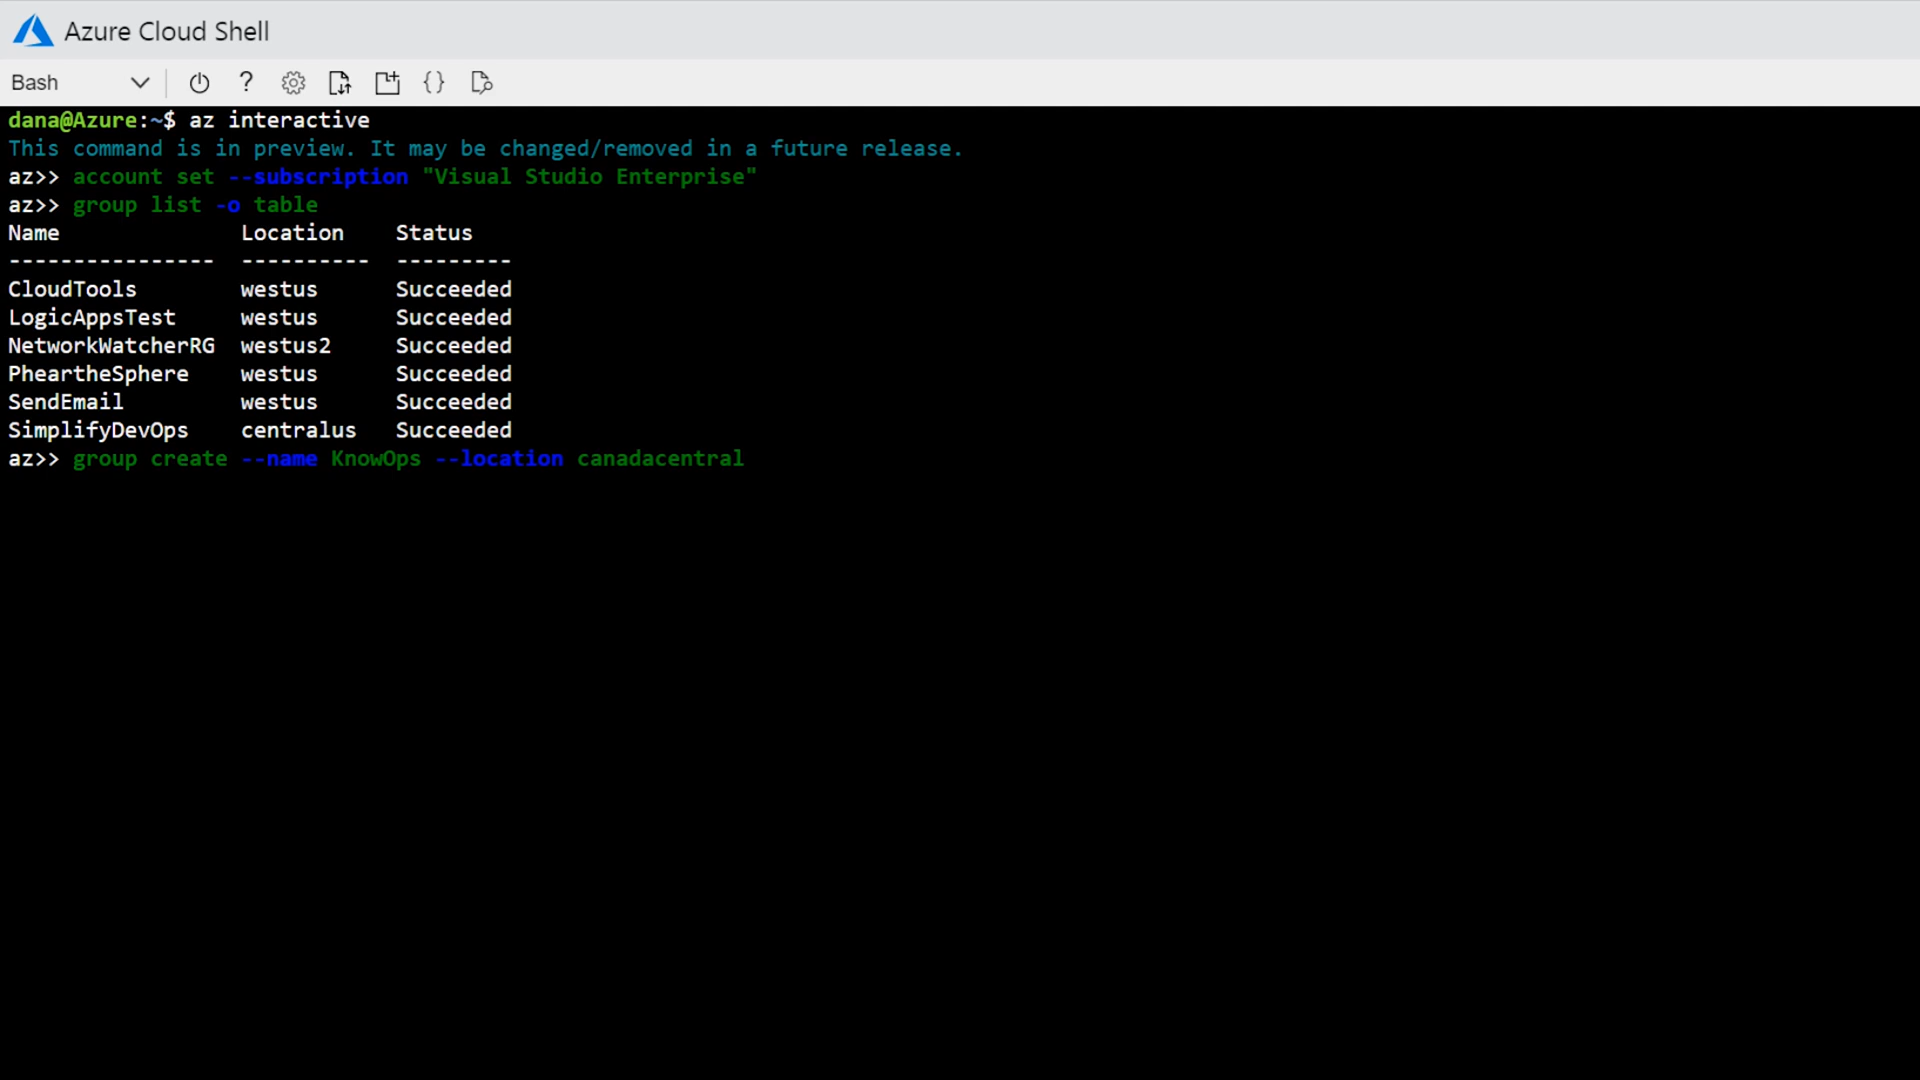 Azure Cloud Shell
Bash
dana@Azure:~$ az interactive
This command is in preview. It may be changed/removed in a future release.
az>> account set --subscription "Visual Studio Enterprise"
az>> group list -o table
Name              Location    Status
----------------  ----------  ---------
CloudTools        westus      Succeeded
LogicAppsTest     westus      Succeeded
NetworkWatcherRG  westus2     Succeeded
PheartheSphere    westus      Succeeded
SendEmail         westus      Succeeded
SimplifyDevOps    centralus   Succeeded
az>> group create --name KnowOps --location canadacentral